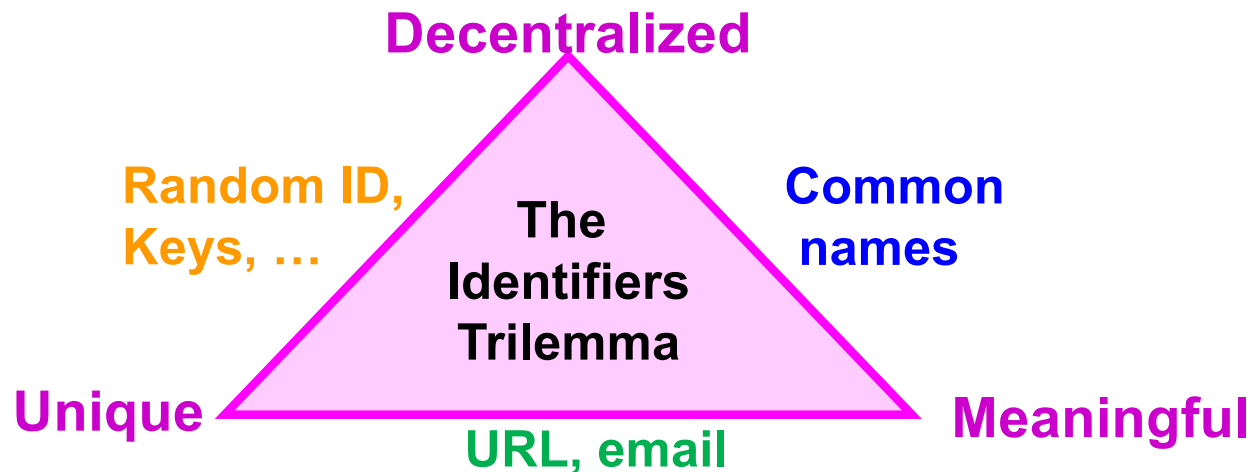 Decentralized
Random ID,
Keys, …
Common
names
The
Identifiers
Trilemma
Unique
Meaningful
URL, email